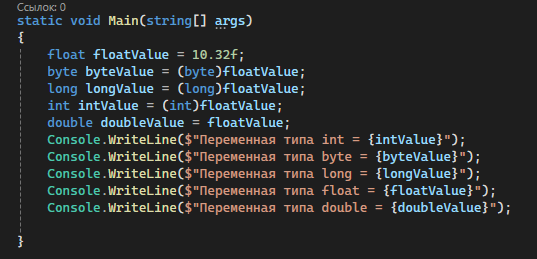 Ссылок: 0
static void Main(string[] args)
{
float floatValue = 10.32f;
byte byteValue = (byte)floatValue;
long longValue = (long)floatValue;
int intValue = (int)floatValue;
double doubleValue = floatValue;
Console.WriteLine($"Переменная типа int = {intValue}");
Console.WriteLine($"Переменная типа byte = {byteValue}");
Console.WriteLine($"Переменная типа long = {longValue}");
Console.WriteLine($"Переменная типа float = {floatValue}");
Console.WriteLine($"Переменная типа double = {doubleValue}");
}